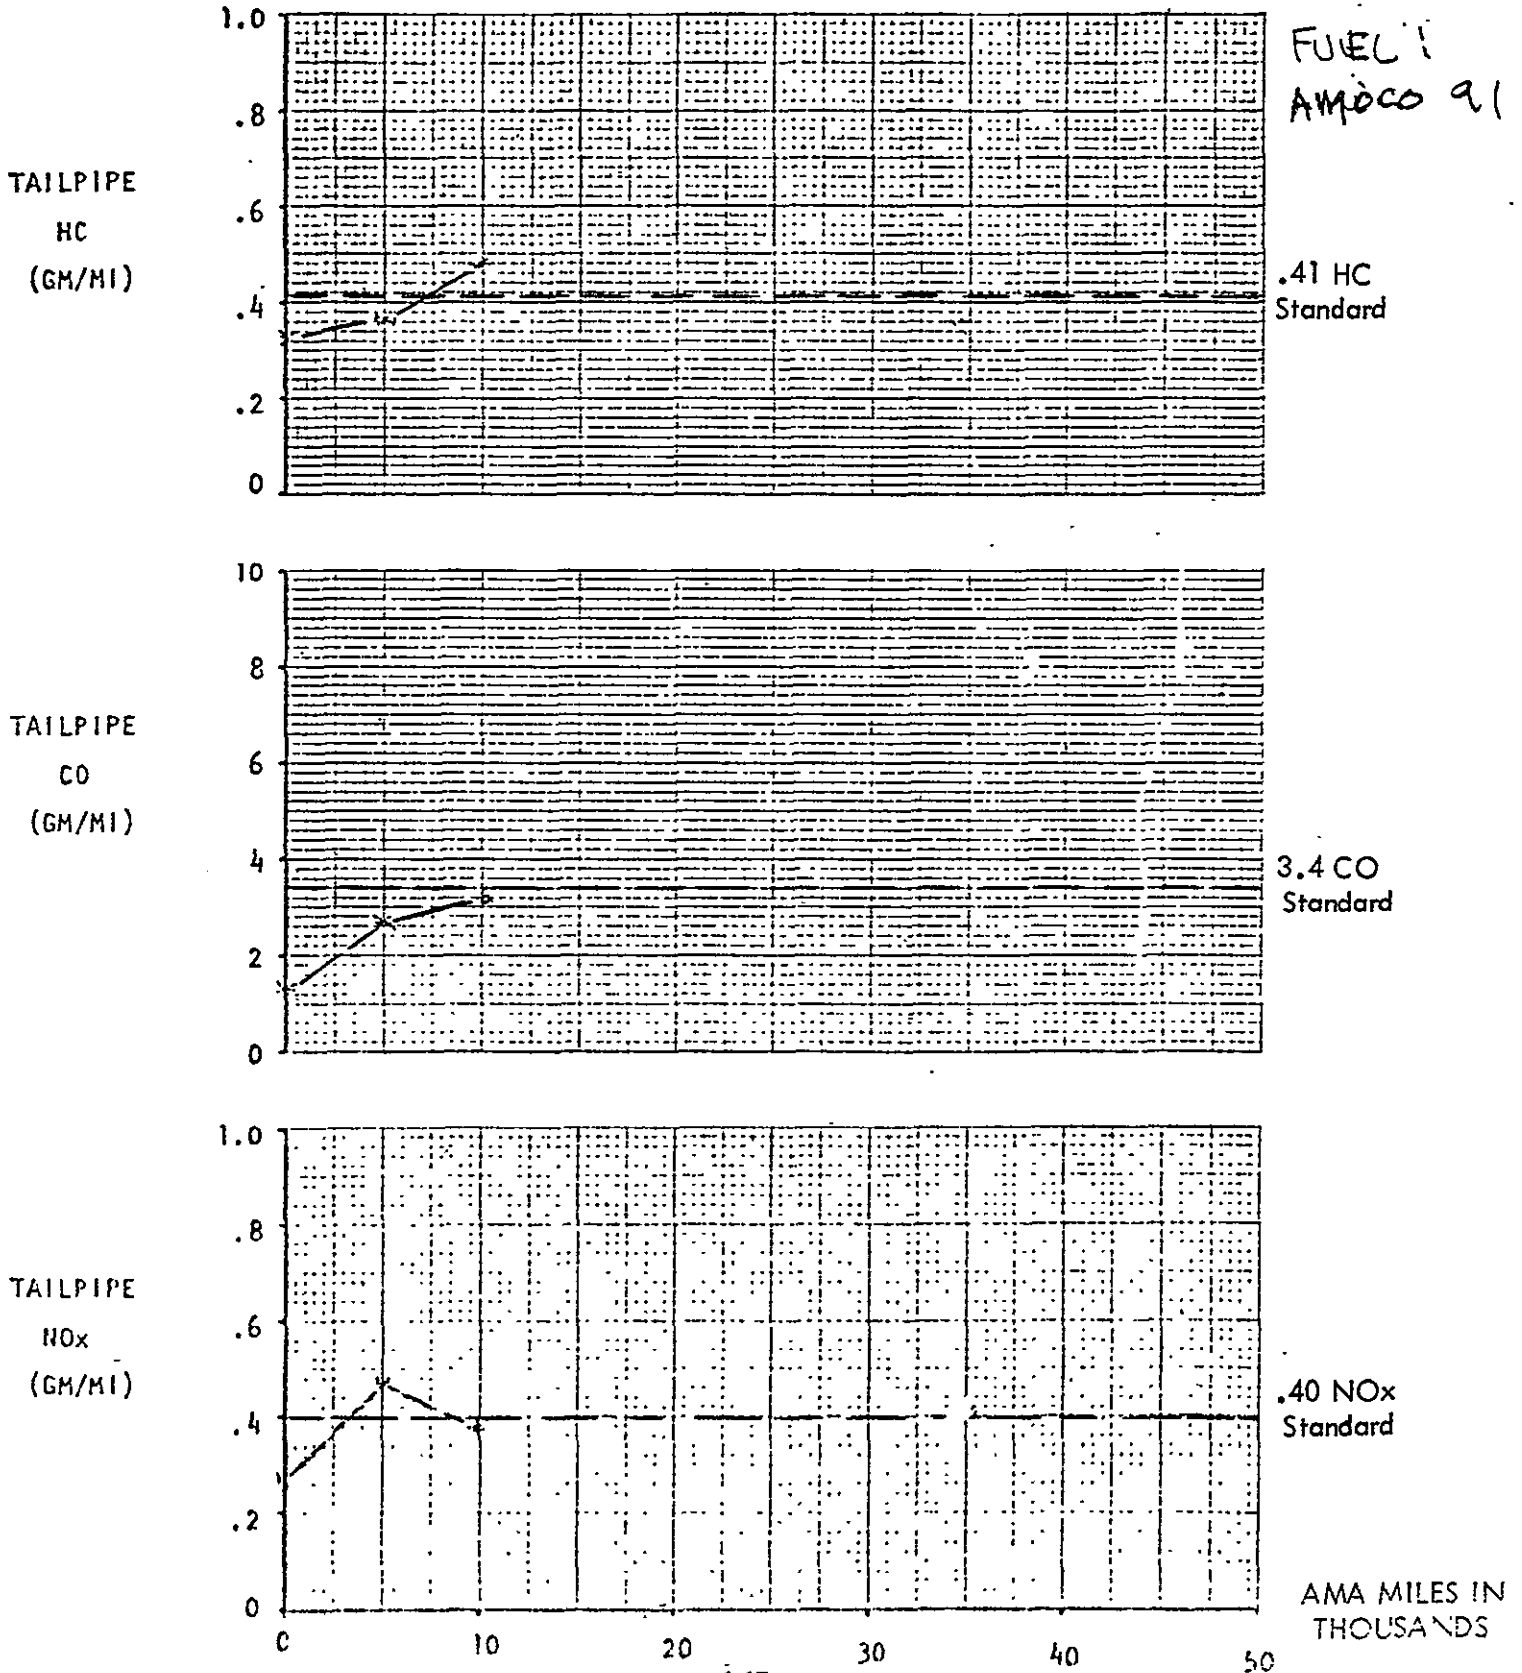 FUEL:
AMOCO 91
1.0
.8
.6
.4
.2
0
TAILPIPE
HC
(GM/MI)
.41 HC
Standard
10
8
6
4
2
0
TAILPIPE
CO
(GM/MI)
3.4 CO
Standard
1.0
.8
.6
.4
.2
0
TAILPIPE
NOx
(GM/MI)
.40 NOx
Standard
0 10 20 30 40 50
AMA MILES IN
THOUSANDS